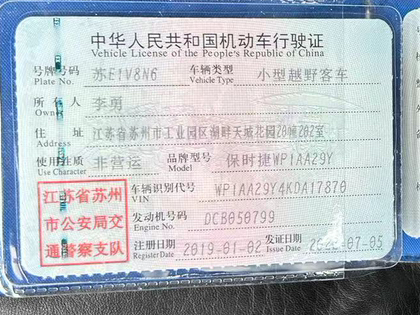 中华人民共和国机动车行驶证
Vehicle License of the People's Republic of China
号牌号码 苏E1V8N6 车辆类型 小型越野客车
Plate No. Vehicle Type
所有人 李勇
Owner
住址 江苏省苏州市工业园区湖畔天城花园20幢202室
Address
使用性质 非营运 品牌型号 保时捷WP1AA29Y
Use Character Model
江苏省苏州 车辆识别代号 WP1AA29Y4KDA17870
VIN
市公安局交 发动机号码 DCB050799
Engine No.
通警察支队 注册日期 2019-01-02 发证日期 07-05
Register Date Issue Date